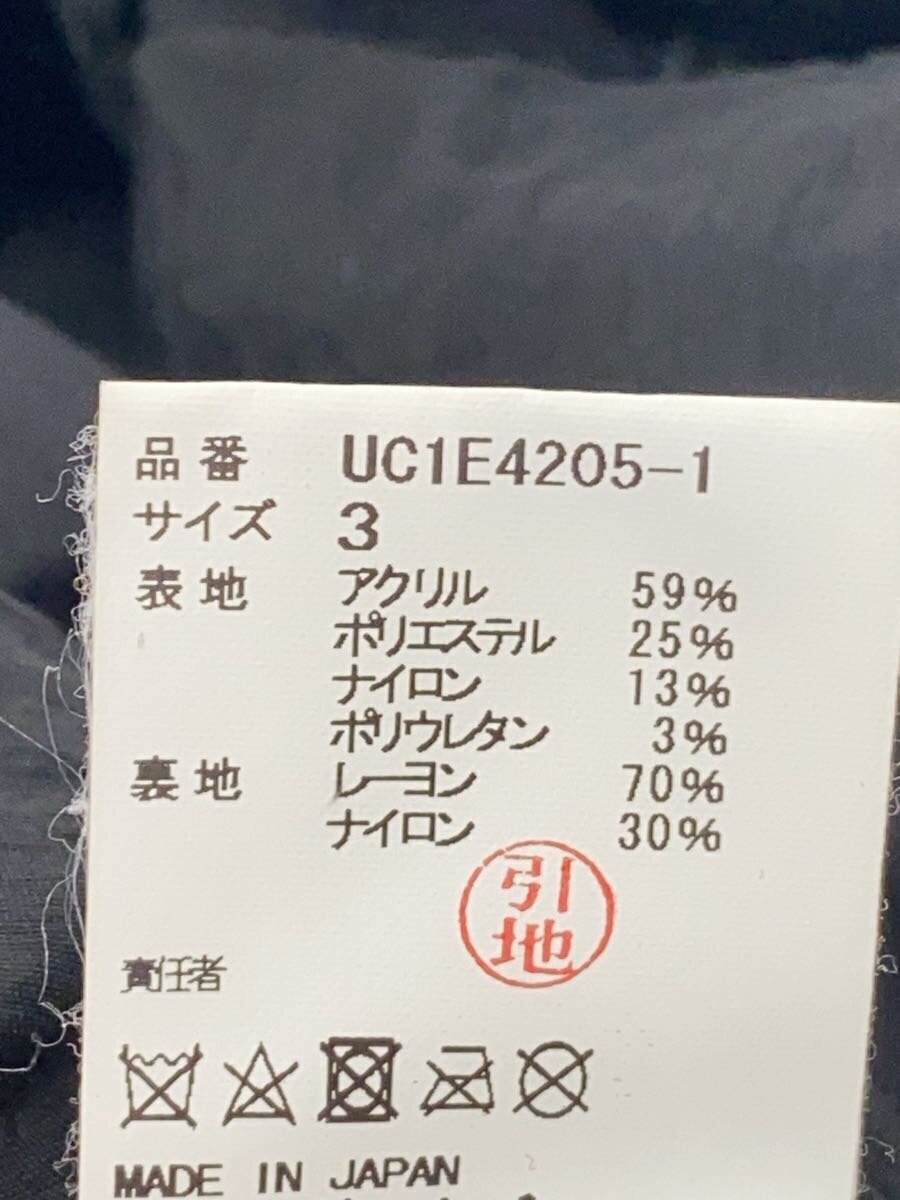 品番 UC1E4205-1
サイズ 3
表地 アクリル 59%
ポリエステル 25%
ナイロン 13%
ポリウレタン 3%
裏地 レーヨン 70%
ナイロン 30%
引地
責任者
MADE IN JAPAN